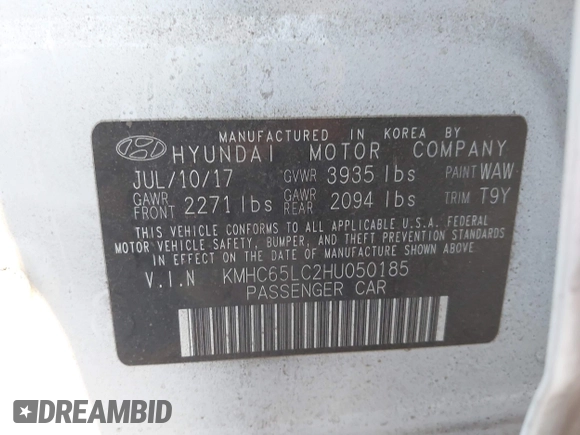 MANUFACTURED IN KOREA BY
HYUNDAI MOTOR COMPANY
JUL/10/17 GVWR 3935 lbs PAINT WAW
GAWR FRONT 2271 lbs GAWR REAR 2094 lbs TRIM T9Y
THIS VEHICLE CONFORMS TO ALL APPLICABLE U.S.A. FEDERAL
MOTOR VEHICLE-SAFETY, BUMPER, AND THEFT PREVENTION STANDARDS
IN EFFECT ON THE DATE OF MANUFACTURE SHOWN ABOVE.
V.I.N KMHC65LC2HU050185
PASSENGER CAR
DREAMBID